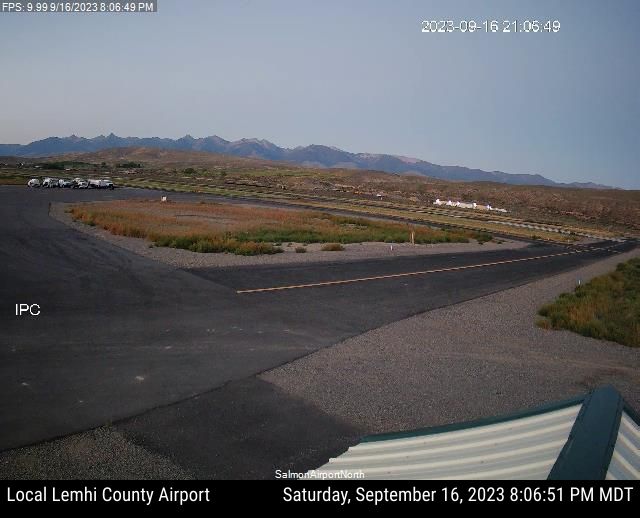 FPS: 9.99 9/16/2023 8:06:49 PM
2023-09-16 21:05:49
IPC
SalmonAirportNorth
Local Lemhi County Airport
Saturday, September 16, 2023 8:06:51 PM MDT